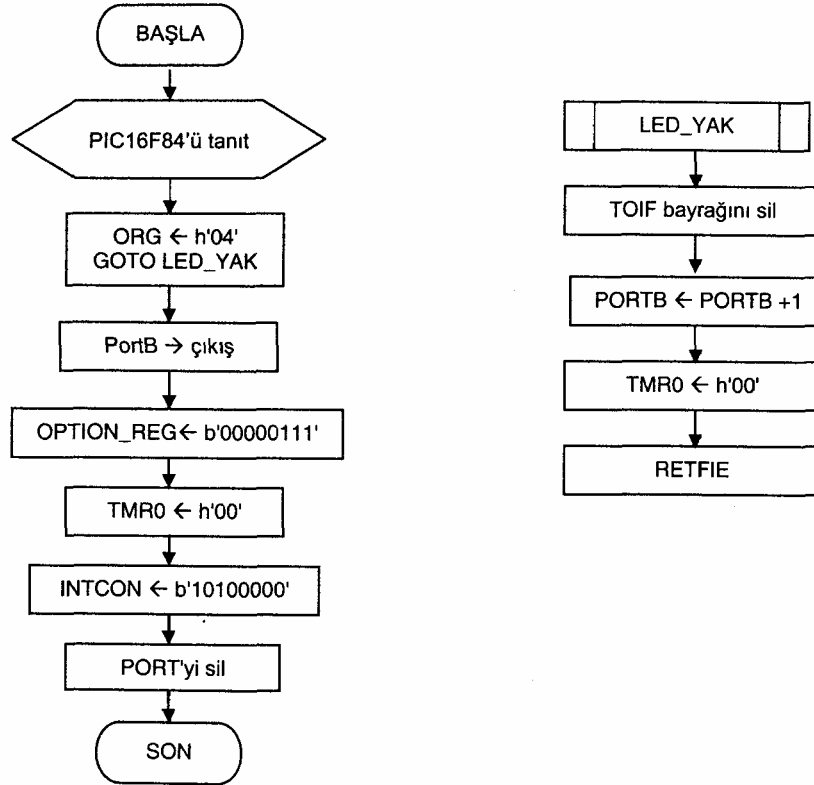 BAŞLA
PIC16F84'ü tanıt
ORG ← h'04'
GOTO LED_YAK
PortB → çıkış
OPTION_REG← b'00000111'
TMR0 ← h'00'
INTCON ← b'10100000'
PORT'yi sil
SON
LED_YAK
TOIF bayrağını sil
PORTB ← PORTB +1
TMR0 ← h'00'
RETFIE